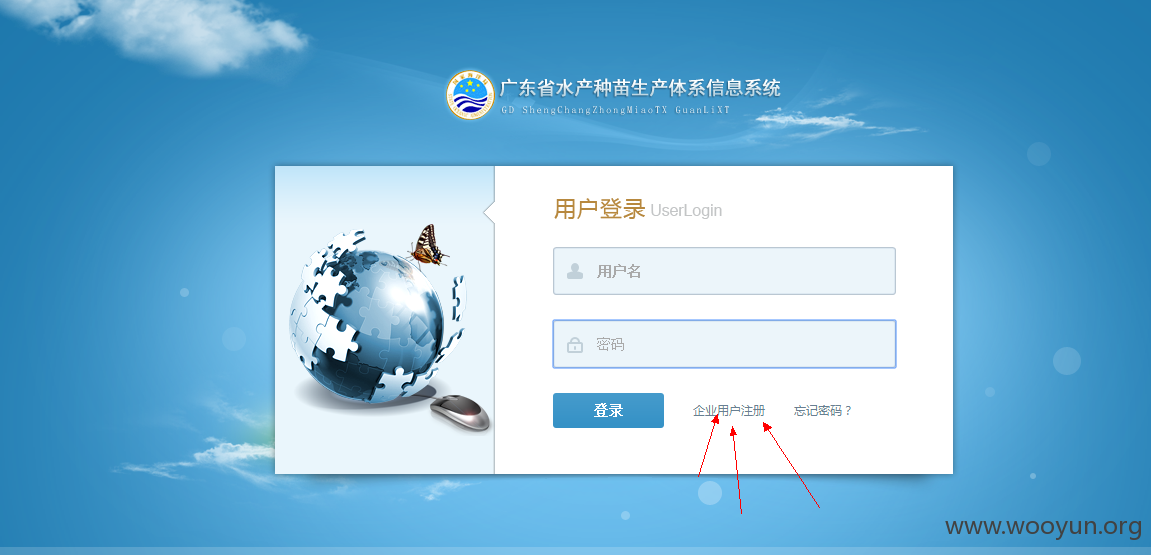 广东省水产种苗生产体系信息系统
GD ShengChangZhongMiaoTX GuanLiXT
用户登录 UserLogin
用户名
密码
登录 企业用户注册 忘记密码？
www.wooyun.org